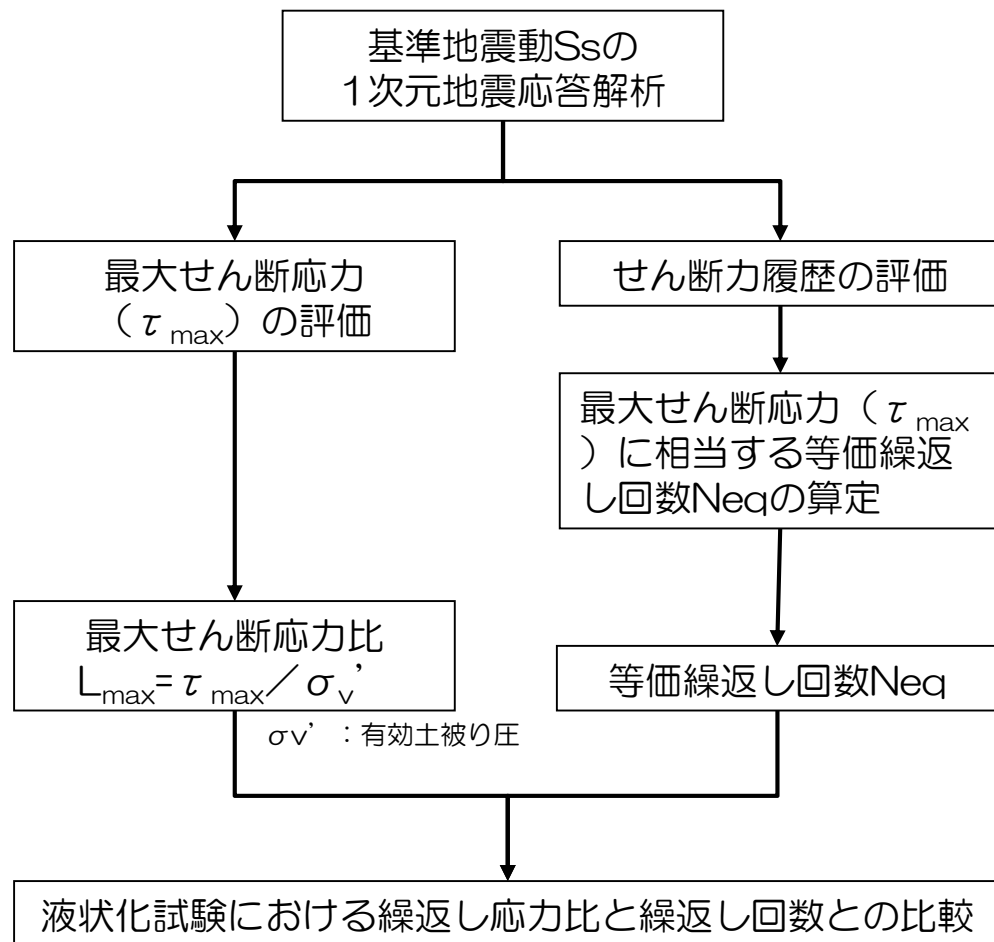 基準地震動Ssの
1次元地震応答解析
最大せん断応力
（τmax）の評価
せん断力履歴の評価
最大せん断応力（τmax
）に相当する等価繰返
し回数Neqの算定
最大せん断応力比
Lmax=τmax／σv’
σv’：有効土被り圧
等価繰返し回数Neq
液状化試験における繰返し応力比と繰返し回数との比較